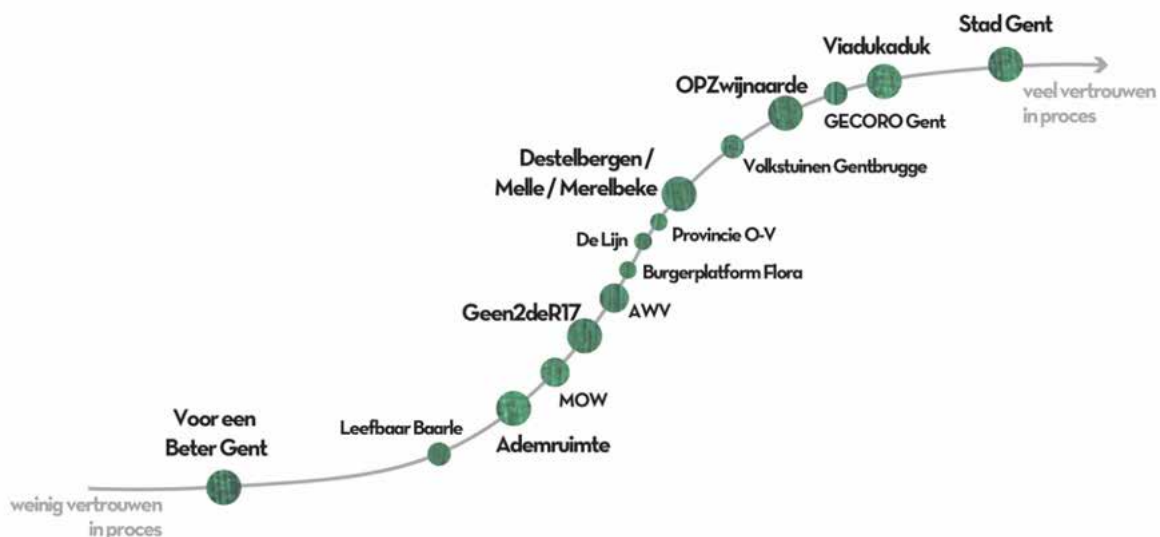 Stad Gent
Viadukaduk
veel vertrouwen
in proces
OPZwijnaarde
GECORO Gent
Volkstuinen Gentbrugge
Destelbergen /
Melle / Merelbeke
Provincie O-V
De Lijn
Burgerplatform Flora
AWV
Geen2deR17
MOW
Ademruimte
Leefbaar Baarle
Voor een
Beter Gent
weinig vertrouwen
in proces